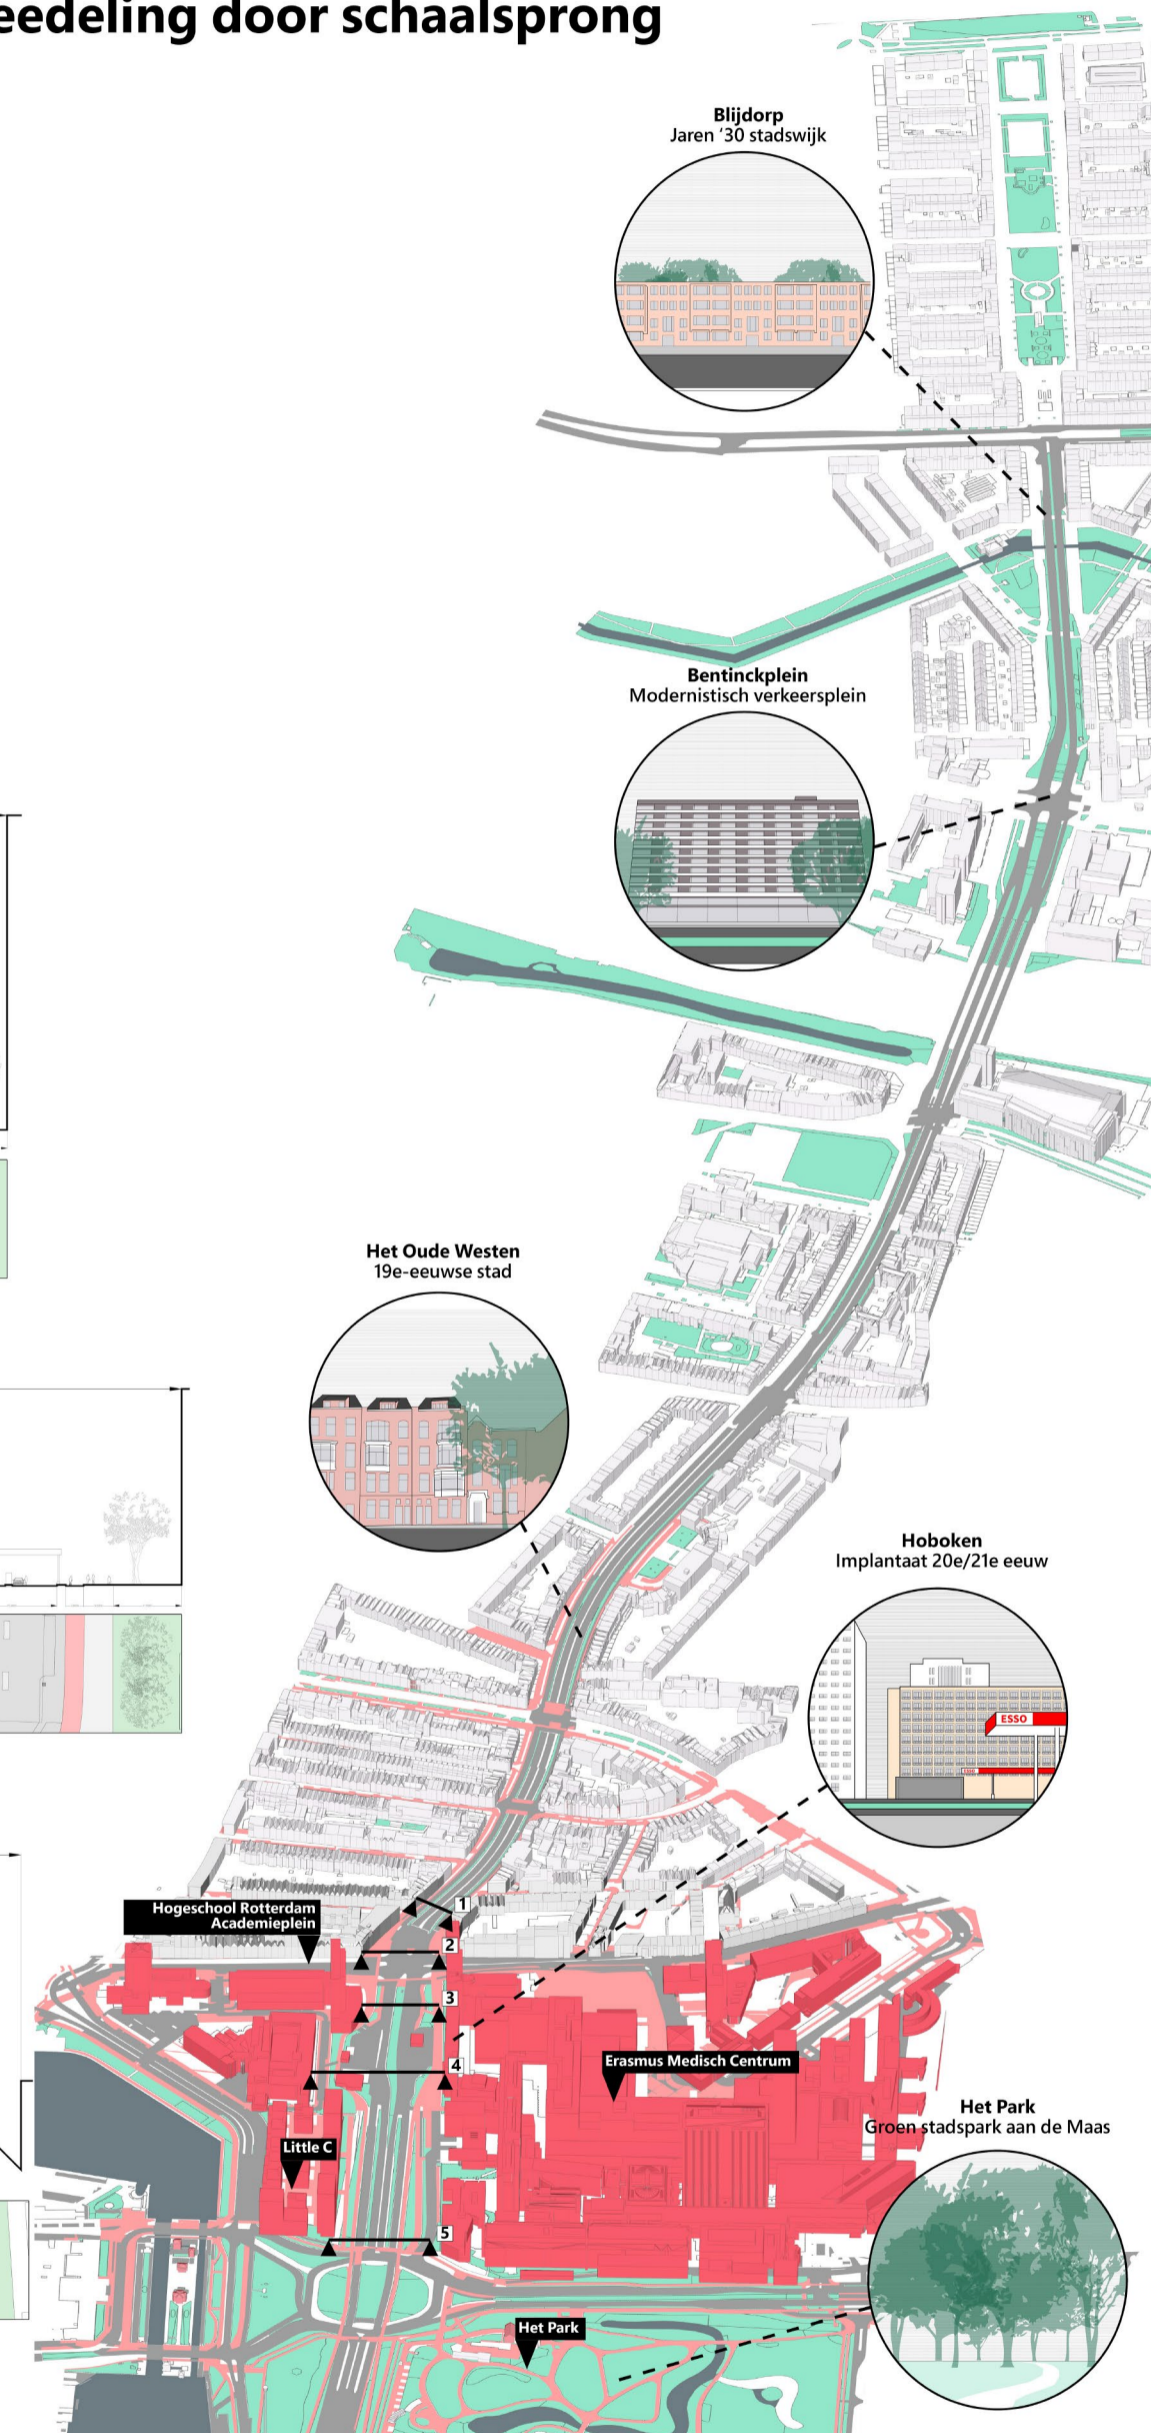 eedeling door schaalsprong
Blijdorp
Jaren ‘30 stadswijk
Bentinckplein
Modernistisch verkeersplein
Het Oude Westen
19e-eeuwse stad
Hoboken
Implantaat 20e/21e eeuw
ESSO
ESSO
Hogeschool Rotterdam
Academieplein
1
2
3
4
Erasmus Medisch Centrum
Het Park
Groen stadspark aan de Maas
Little C
5
Het Park